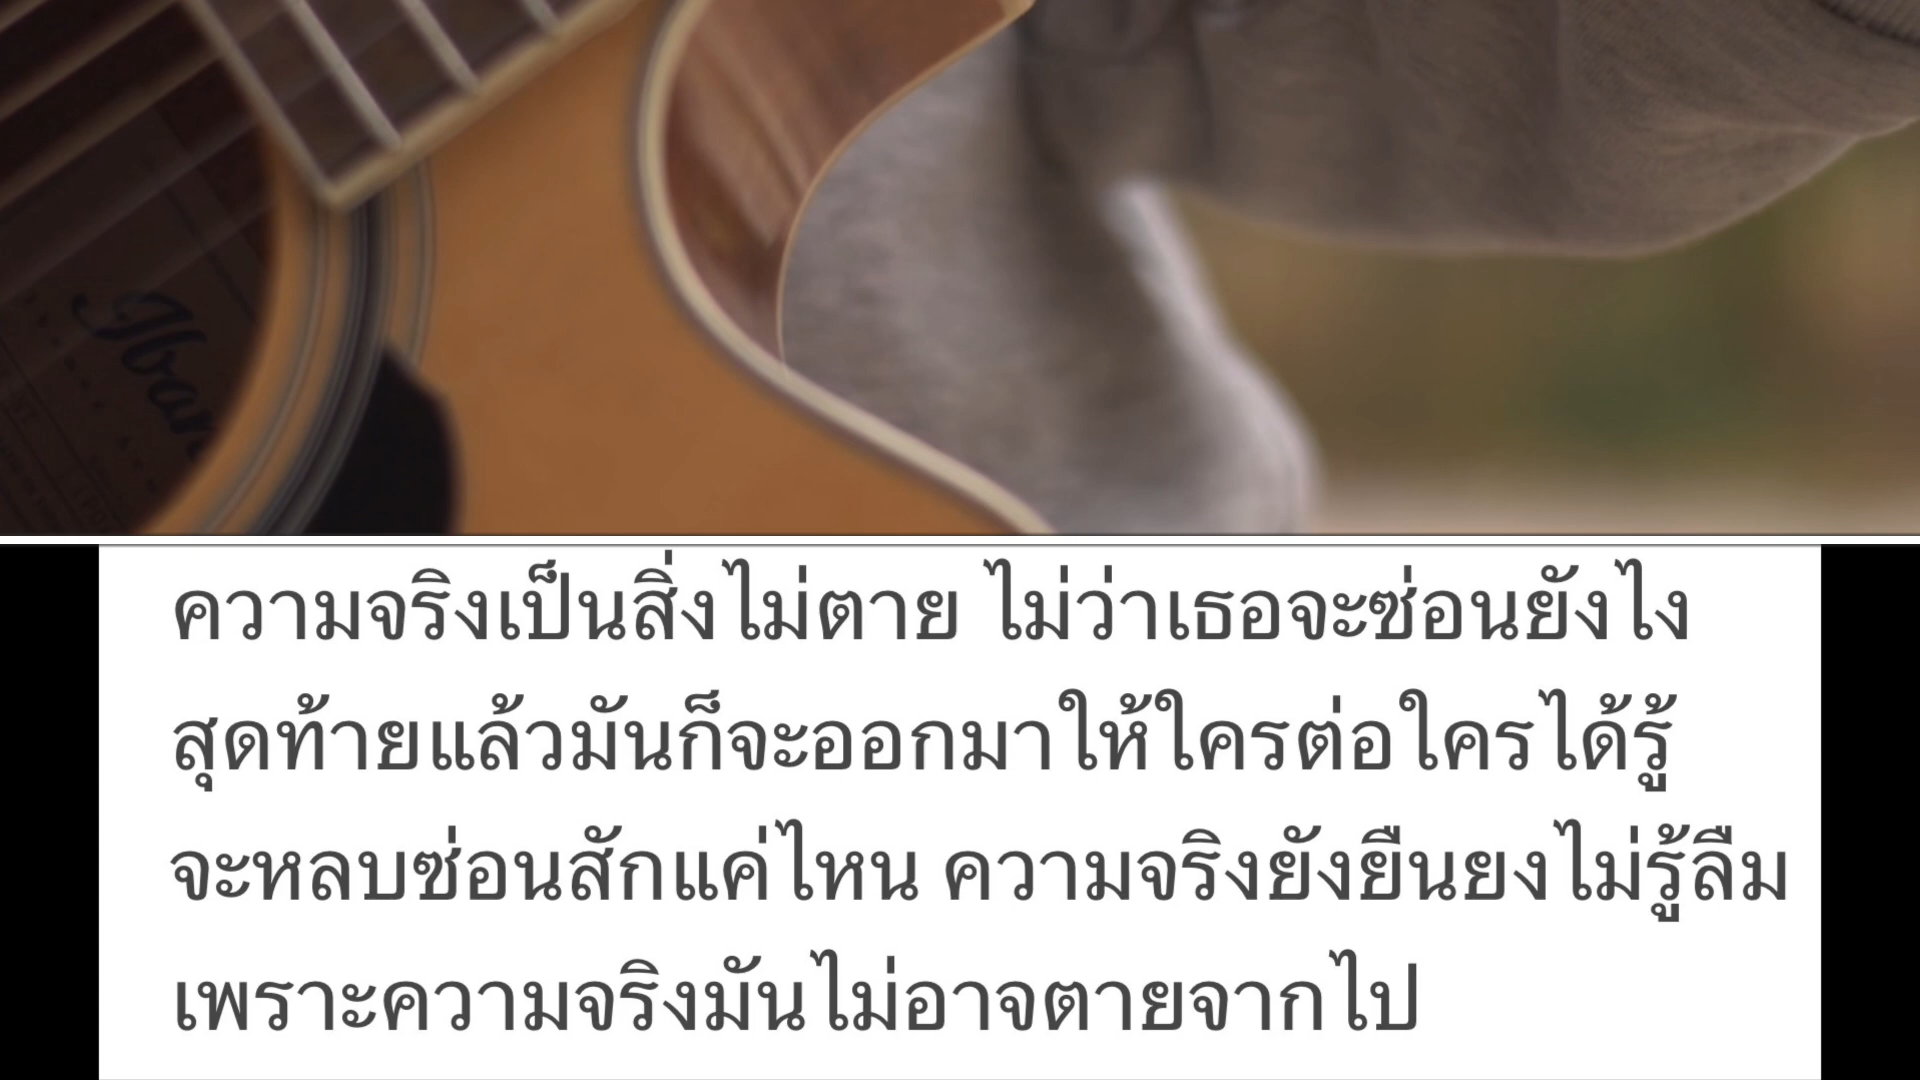 Iban
ความจริงเป็นสิ่งไม่ตาย ไม่ว่าเธอจะซ่อนยังไง
สุดท้ายแล้วมันก็จะออกมาให้ใครต่อใครได้รู้
จะหลบซ่อนสักแค่ไหน ความจริงยังยืนยงไม่รู้ลืม
เพราะความจริงมันไม่อาจตายจากไป